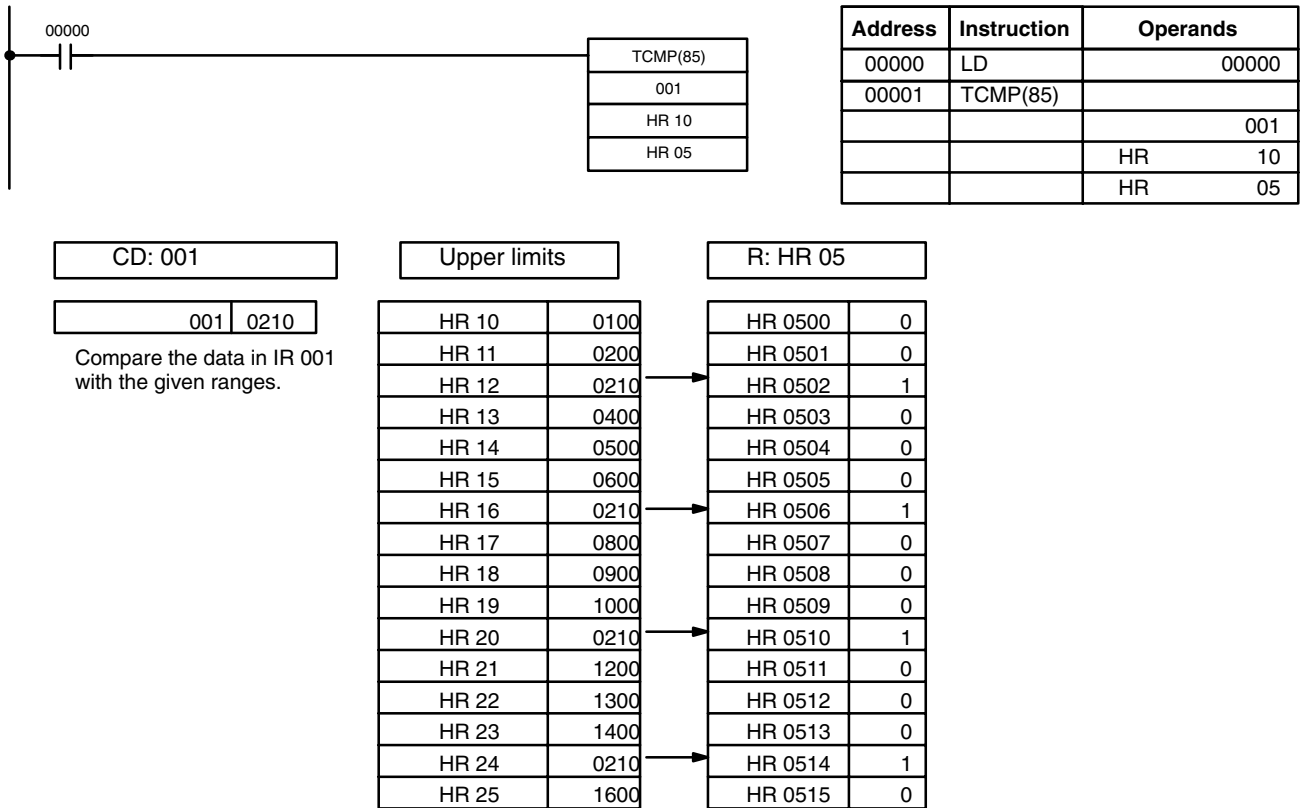 00000
TCMP(85)
001
HR 10
HR 05
Address Instruction Operands
00000 LD 00000
00001 TCMP(85)
001
HR 10
HR 05
CD: 001
001 0210
Compare the data in IR 001
with the given ranges.
Upper limits
HR 10 0100
HR 11 0200
HR 12 0210
HR 13 0400
HR 14 0500
HR 15 0600
HR 16 0210
HR 17 0800
HR 18 0900
HR 19 1000
HR 20 0210
HR 21 1200
HR 22 1300
HR 23 1400
HR 24 0210
HR 25 1600
R: HR 05
HR 0500 0
HR 0501 0
HR 0502 1
HR 0503 0
HR 0504 0
HR 0505 0
HR 0506 1
HR 0507 0
HR 0508 0
HR 0509 0
HR 0510 1
HR 0511 0
HR 0512 0
HR 0513 0
HR 0514 1
HR 0515 0